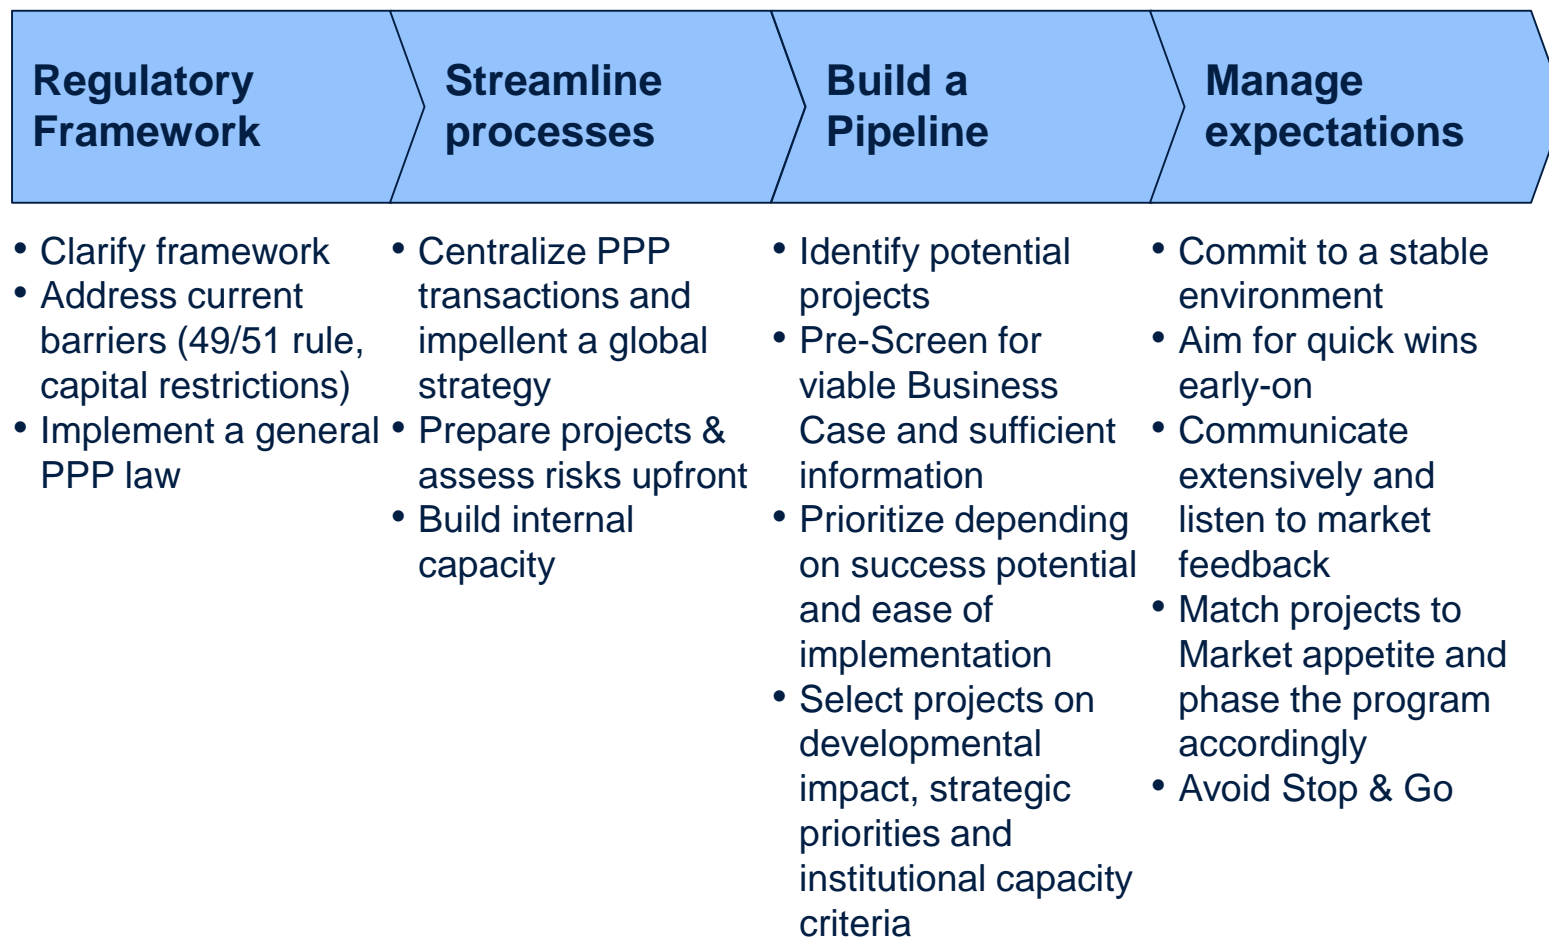 Regulatory
Framework
Streamline
processes
Build a
Pipeline
Manage
expectations
• Clarify framework
• Address current
barriers (49/51 rule,
capital restrictions)
• Implement a general
PPP law
• Centralize PPP
transactions and
impellent a global
strategy
• Prepare projects &
assess risks upfront
• Build internal
capacity
• Identify potential
projects
• Pre-Screen for
viable Business
Case and sufficient
information
• Prioritize depending
on success potential
and ease of
implementation
• Select projects on
developmental
impact, strategic
priorities and
institutional capacity
criteria
• Commit to a stable
environment
• Aim for quick wins
early-on
• Communicate
extensively and
listen to market
feedback
• Match projects to
Market appetite and
phase the program
accordingly
• Avoid Stop & Go